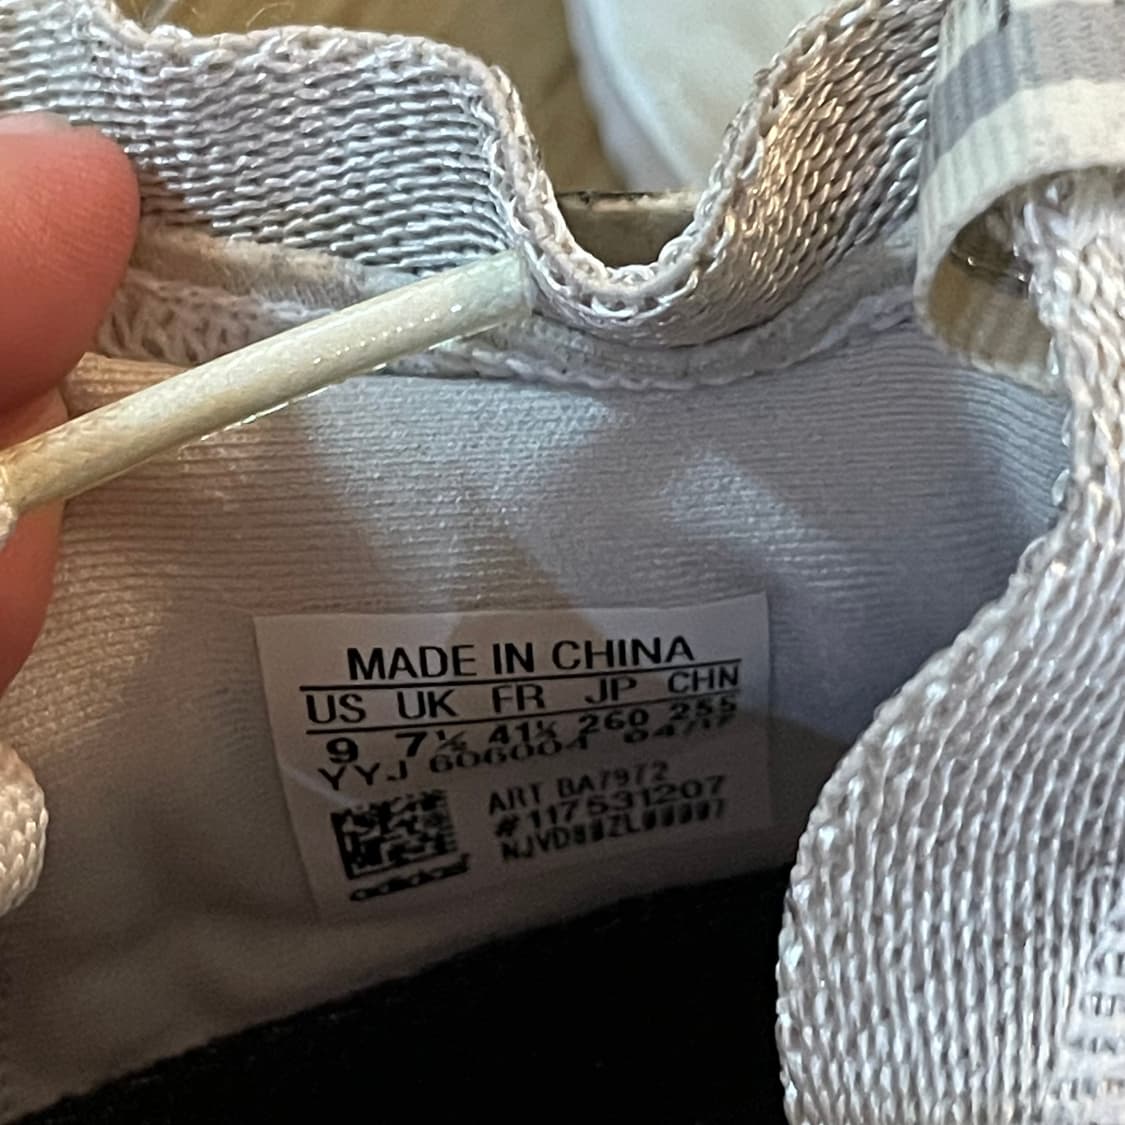 MADE IN CHINA
US UK FR JP CHN
9 7½ 41⅓ 260 255
YYJ 606004 04/17
ART BA7972
#117531207
adidas